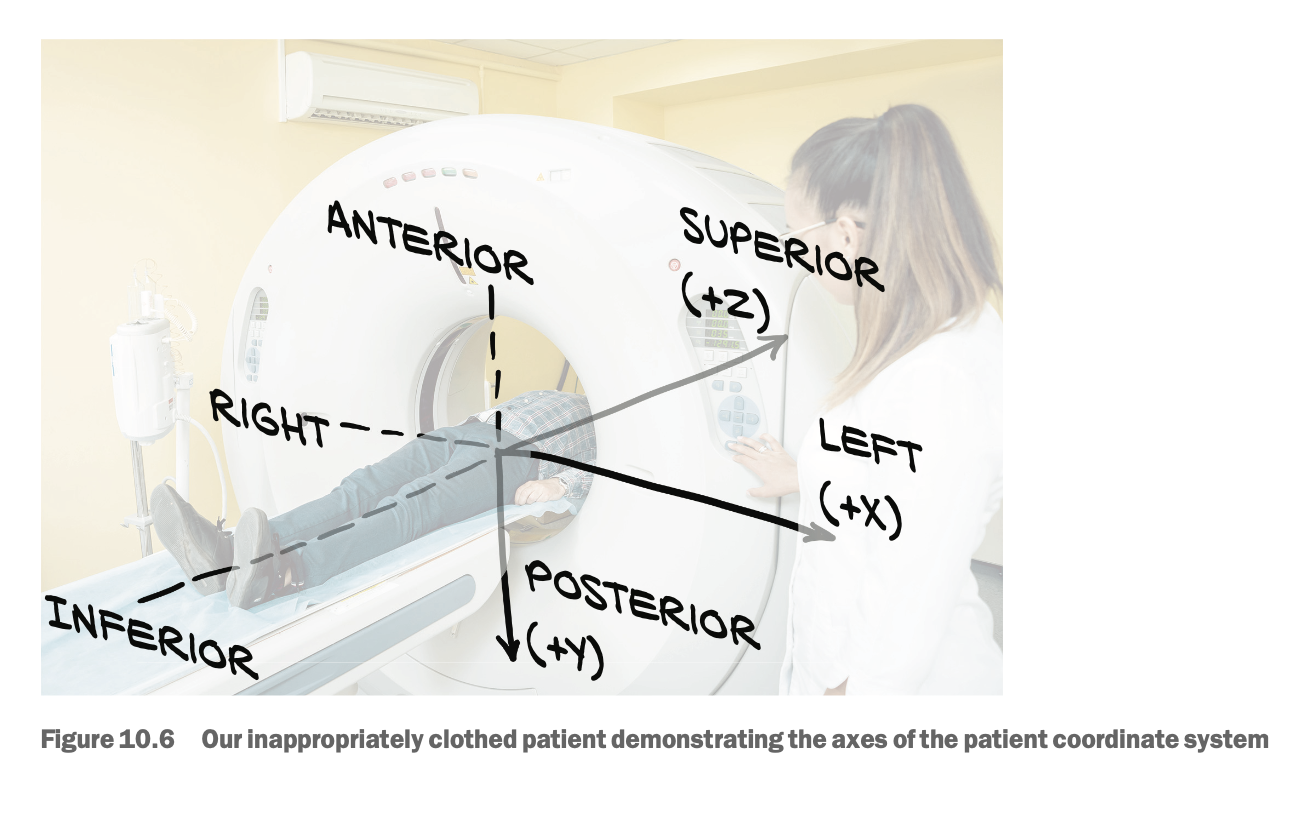 ANTERIOR
SUPERIOR
(+Z)
RIGHT
LEFT
(+X)
POSTERIOR
(+Y)
INFERIOR
Figure 10.6 Our inappropriately clothed patient demonstrating the axes of the patient coordinate system